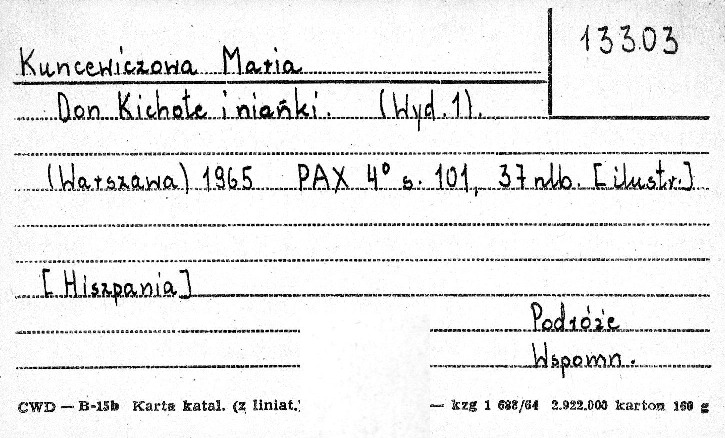 13303
Kuncewiczowa Maria
Don Kichote i niańki. (Wyd. 1).
(Warszawa) 1965 PAX 4° s. 101, 37 nlb. [ilustr.]
[Hiszpania]
Podróże
Wspomn.
CWD — B-15b Karta katal. (z liniat.) — kzg 1 688/64 2.922.000 karton 160 g